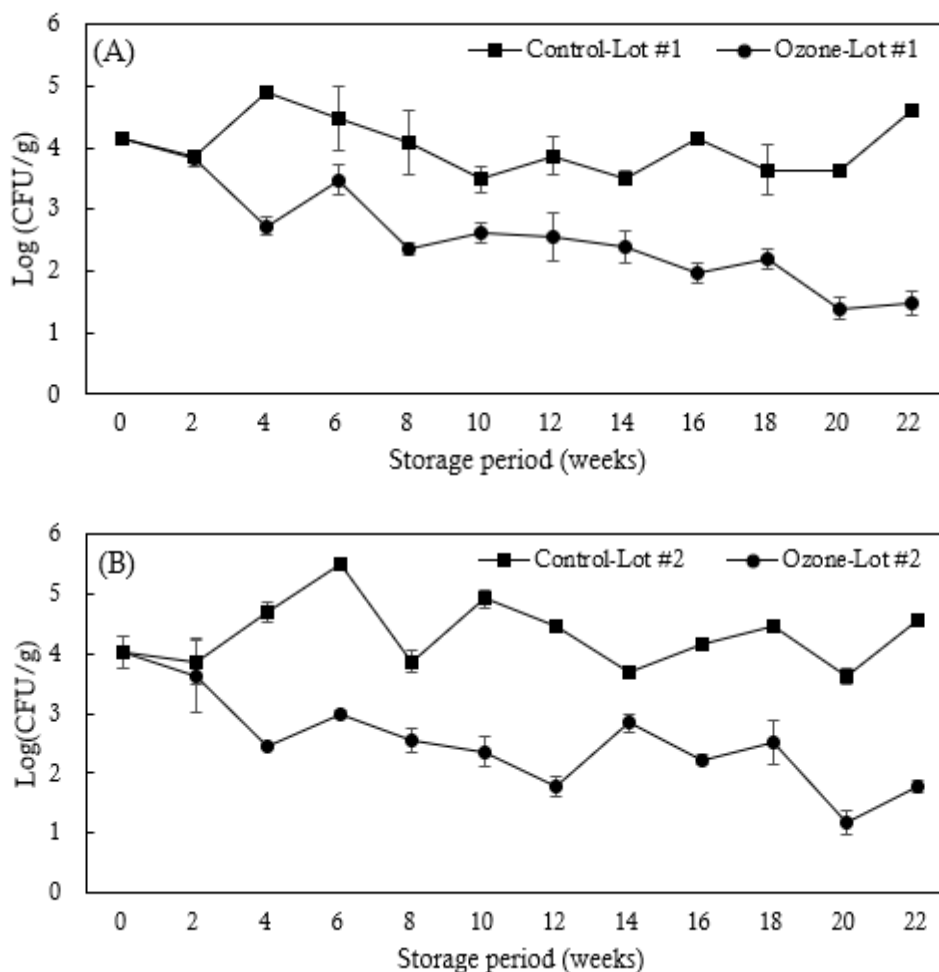 6
(A)
Control-Lot #1
Ozone-Lot #1
5
4
3
2
1
0
Log (CFU/g)
0 2 4 6 8 10 12 14 16 18 20 22
Storage period (weeks)
6
(B)
Control-Lot #2
Ozone-Lot #2
5
4
3
2
1
0
Log(CFU/g)
0 2 4 6 8 10 12 14 16 18 20 22
Storage period (weeks)